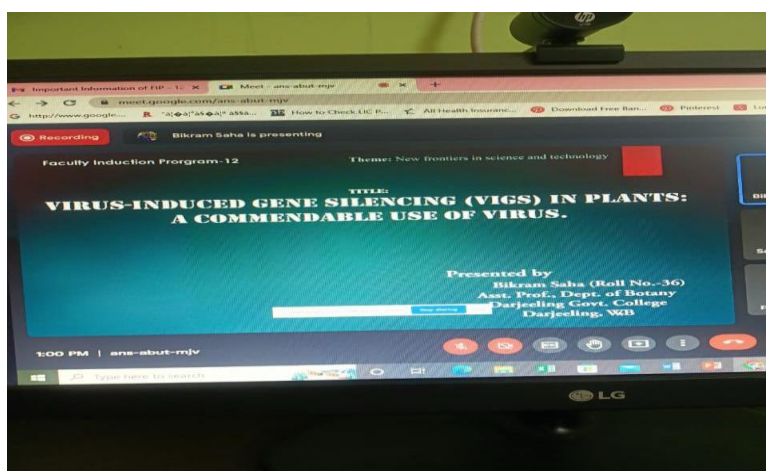 hp
Important Information of FIP - 12
Meet - ans-abut-mjv
meet.google.com/ans-abut-mjv
http://www.google...
How to Check UC P...
All Health Insuranc...
Download Free Ban...
Pinterest
Recording
Bikram Saha is presenting
Faculty Induction Prorgram-12
Theme: New frontiers in science and technology
TITLE:
VIRUS-INDUCED GENE SILENCING (VIGS) IN PLANTS:
A COMMENDABLE USE OF VIRUS.
Presented by
Bikram Saha (Roll No.-36)
Asst. Prof., Dept. of Botany
Darjeeling Govt. College
Darjeeling, WB
Stop sharing
1:00 PM | ans-abut-mjv
Type here to search
LG